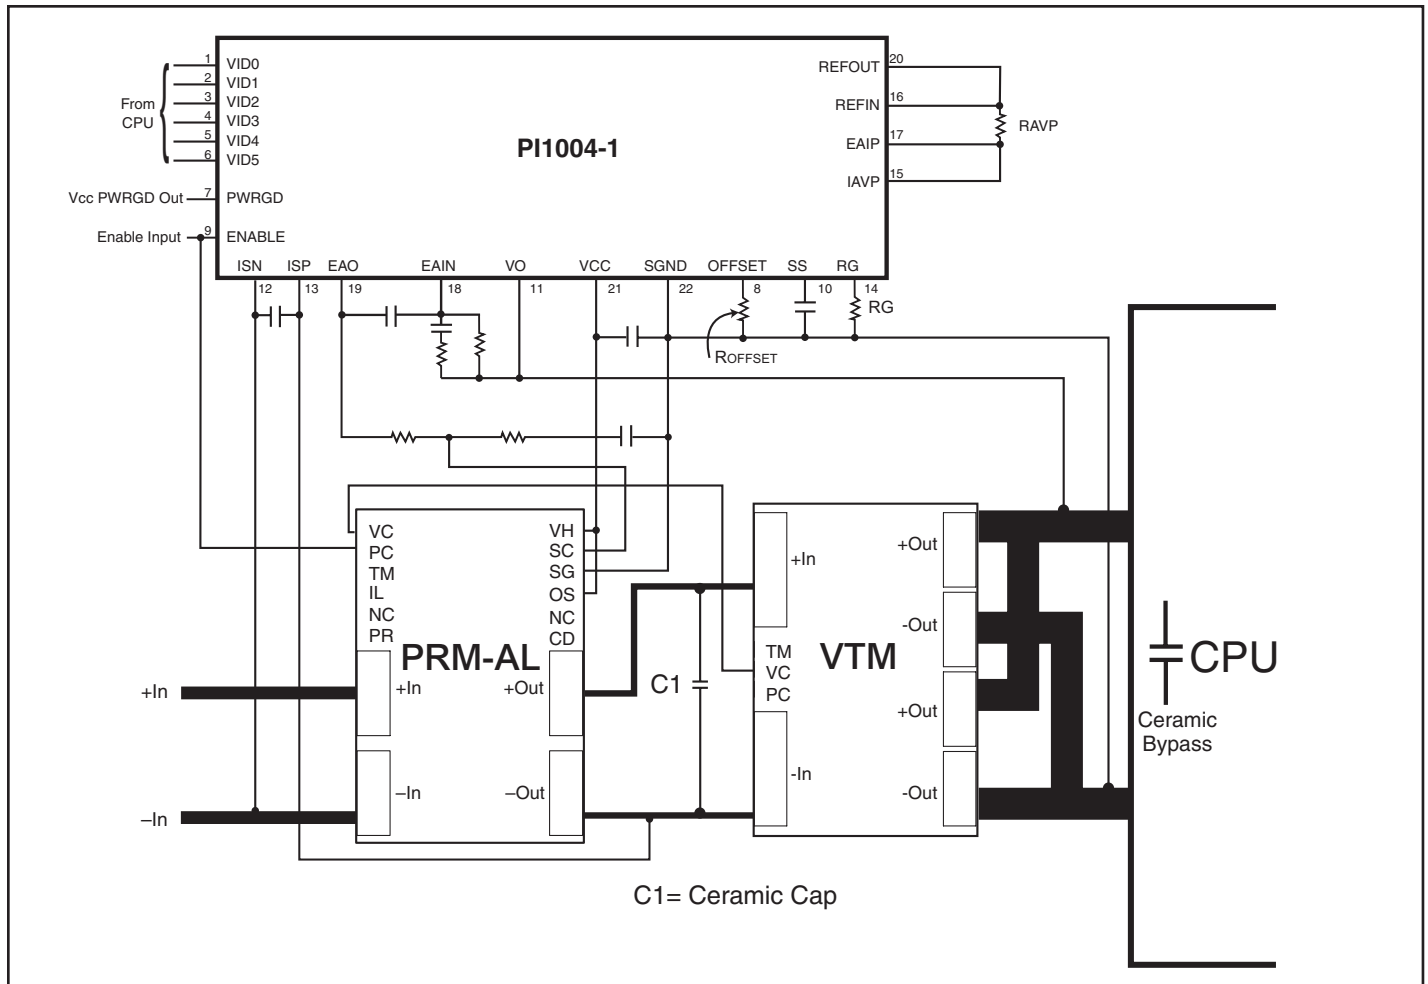 1 VID0
2 VID1
3 VID2
4 VID3
5 VID4
6 VID5
From
CPU
Vcc PWRGD Out 7 PWRGD
Enable Input 9 ENABLE
PI1004-1
REFOUT 20
REFIN 16
EAIP 17
IAVP 15
RAVP
ISN ISP EAO EAIN VO VCC SGND OFFSET SS RG
12 13 19 18 11 21 22 8 10 14
RG
ROFFSET
VC
PC
TM
IL
NC
PR
VH
SC
SG
OS
NC
CD
PRM-AL
+In
+In
+Out
–In
–In
–Out
C1
+In
TM
VC
PC
-In
VTM
+Out
-Out
+Out
-Out
CPU
Ceramic
Bypass
C1= Ceramic Cap